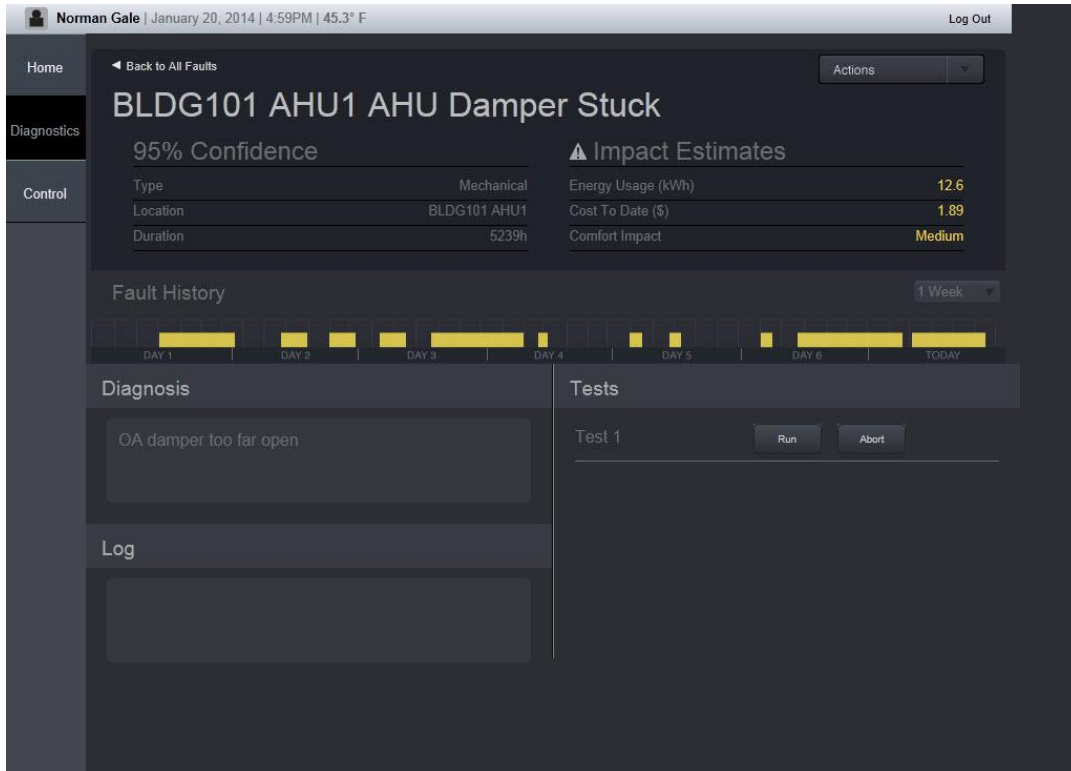 Norman Gale | January 20, 2014 | 4:59PM | 45.3° F
Log Out
Home
Diagnostics
Control
Back to All Faults
Actions
BLDG101 AHU1 AHU Damper Stuck
95% Confidence
Type Mechanical
Location BLDG101 AHU1
Duration 5239h
Impact Estimates
Energy Usage (kWh) 12.6
Cost To Date ($) 1.89
Comfort Impact Medium
Fault History
1 Week
DAY 1 DAY 2 DAY 3 DAY 4 DAY 5 DAY 6 TODAY
Diagnosis
OA damper too far open
Log
Tests
Test 1 Run Abort